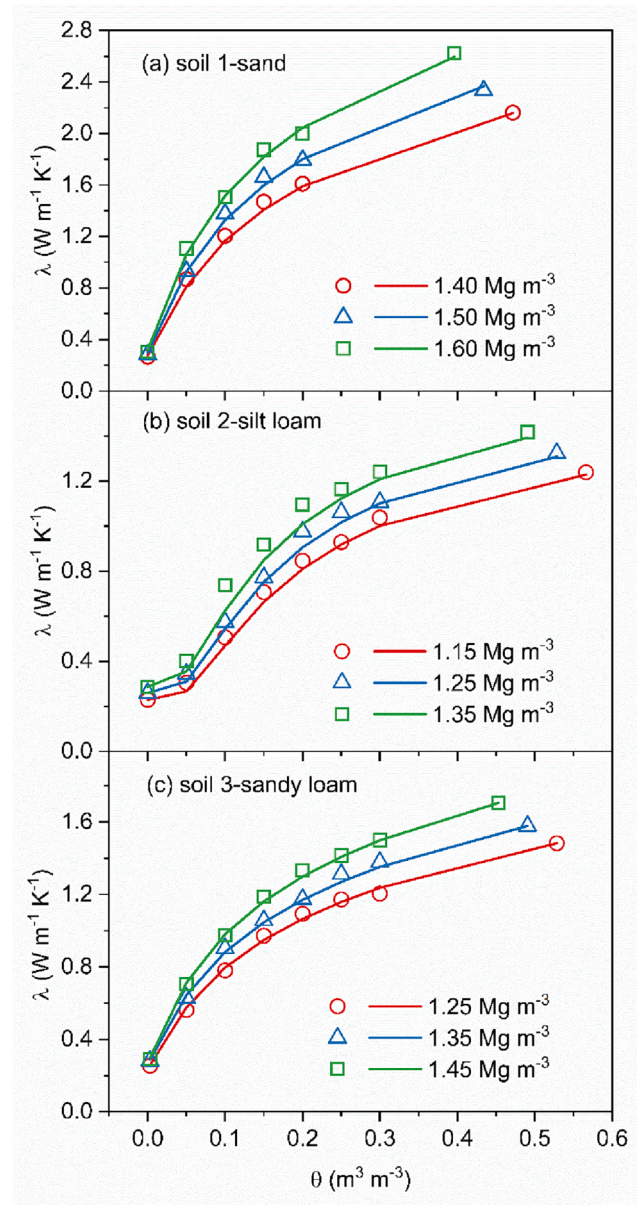 2.8
(a) soil 1-sand
2.4
2.0
1.6
λ (W m⁻¹ K⁻¹)
1.2
0.8
1.40 Mg m⁻³
1.50 Mg m⁻³
0.4
1.60 Mg m⁻³
0.0
(b) soil 2-silt loam
1.2
λ (W m⁻¹ K⁻¹)
0.8
1.15 Mg m⁻³
0.4
1.25 Mg m⁻³
1.35 Mg m⁻³
0.0
(c) soil 3-sandy loam
1.6
1.2
λ (W m⁻¹ K⁻¹)
0.8
1.25 Mg m⁻³
0.4
1.35 Mg m⁻³
1.45 Mg m⁻³
0.0
0.0 0.1 0.2 0.3 0.4 0.5 0.6
θ (m³ m⁻³)